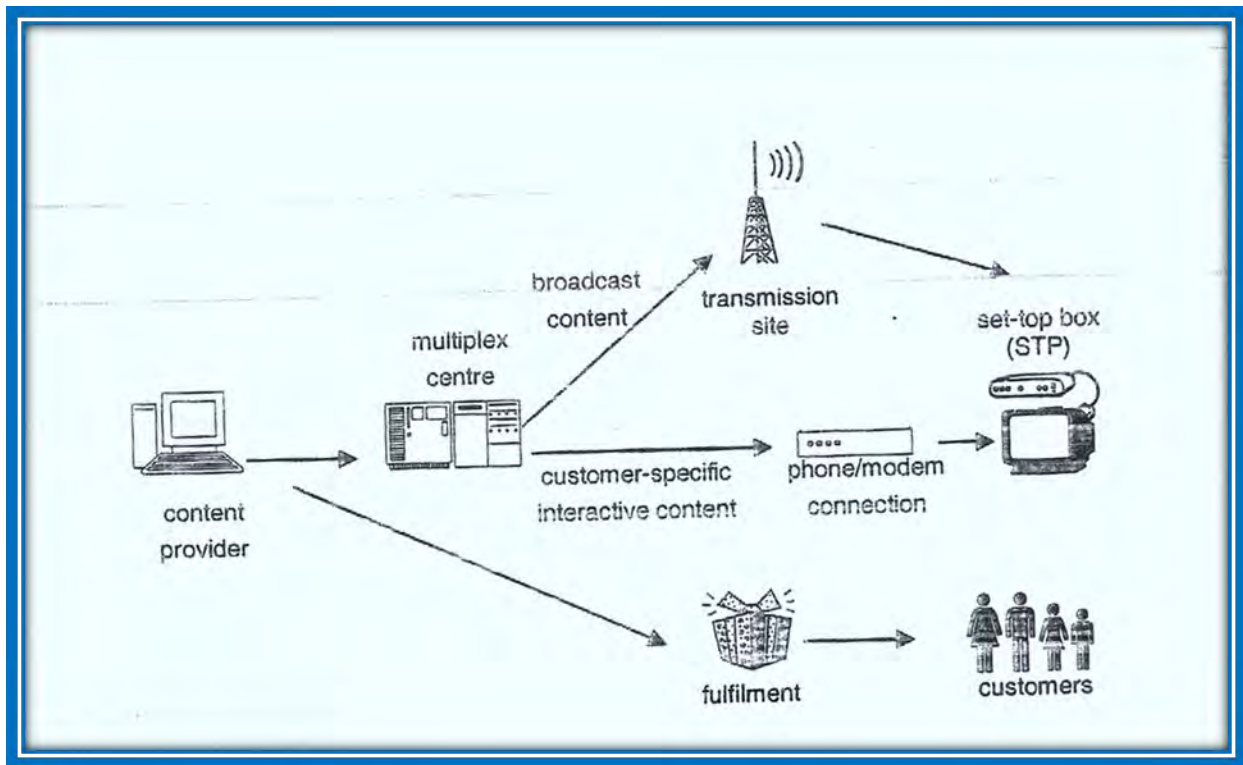 broadcast
content
transmission
site
set-top box
(STP)
multiplex
centre
content
provider
customer-specific
interactive content
phone/modem
connection
fulfilment
customers